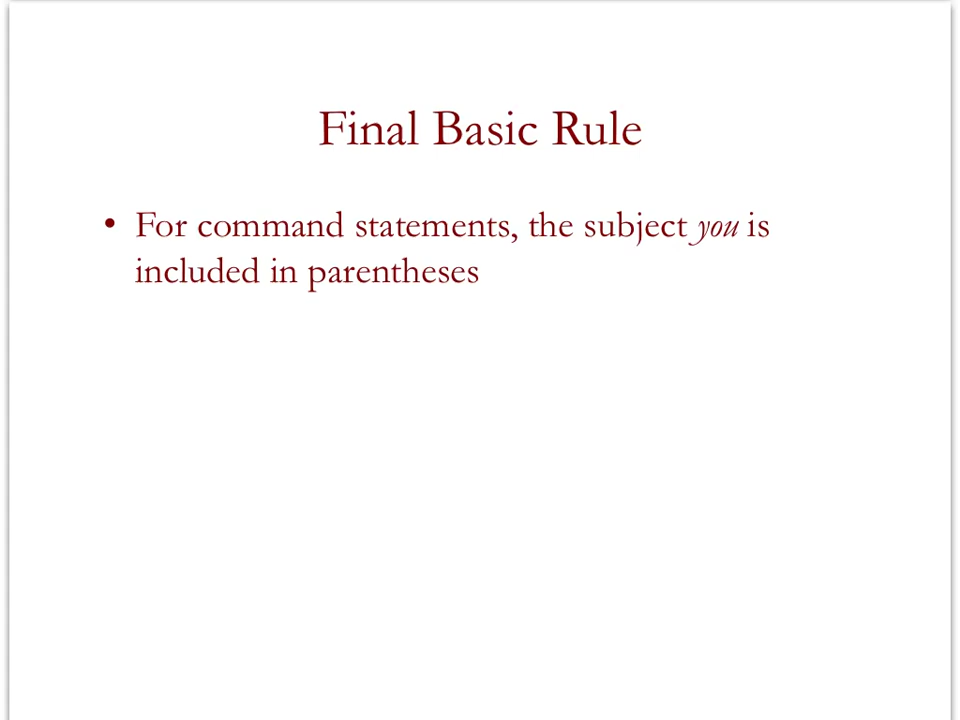 Final Basic Rule
• For command statements, the subject you is
included in parentheses